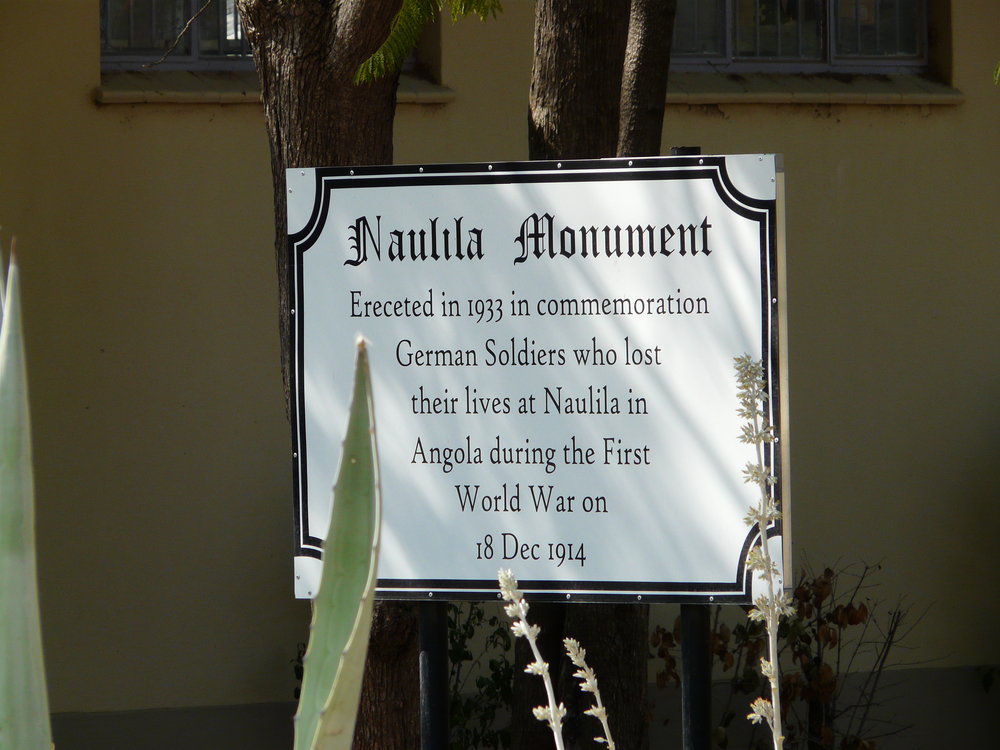 Naulila Monument
Ereceted in 1933 in commemoration
German Soldiers who lost
their lives at Naulila in
Angola during the First
World War on
18 Dec 1914